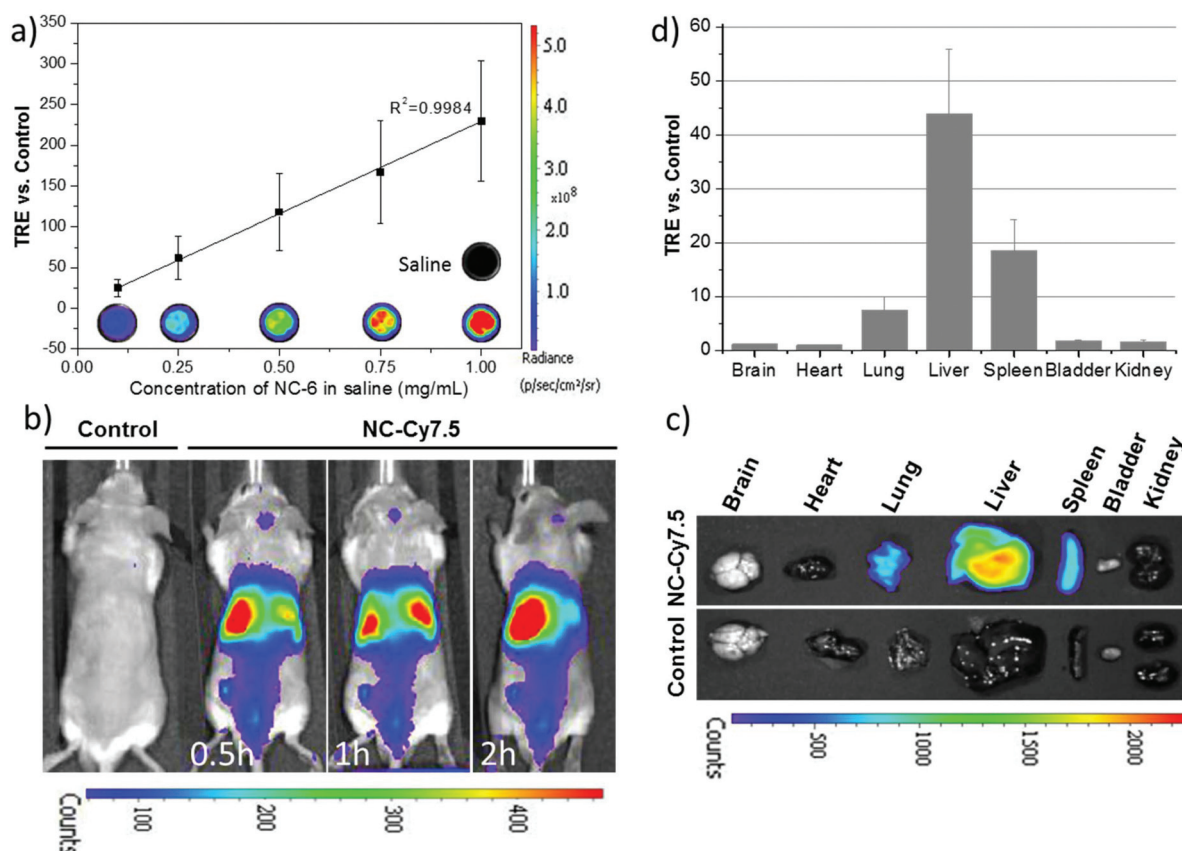 a)
TRE vs. Control
350
300
250
200
150
100
50
0
-50
R²=0.9984
Saline
0.00
0.25
0.50
0.75
1.00
Concentration of NC-6 in saline (mg/mL)
5.0
4.0
3.0
x10⁸
2.0
1.0
Radiance
(p/sec/cm²/sr)
d)
TRE vs. Control
60
50
40
30
20
10
0
Brain Heart Lung Liver Spleen Bladder Kidney
b)
Control NC-Cy7.5
0.5h 1h 2h
Counts
100 200 300 400
c)
Brain Heart Lung Liver Spleen Bladder Kidney
NC-Cy7.5
Control
Counts
500 1000 1500 2000